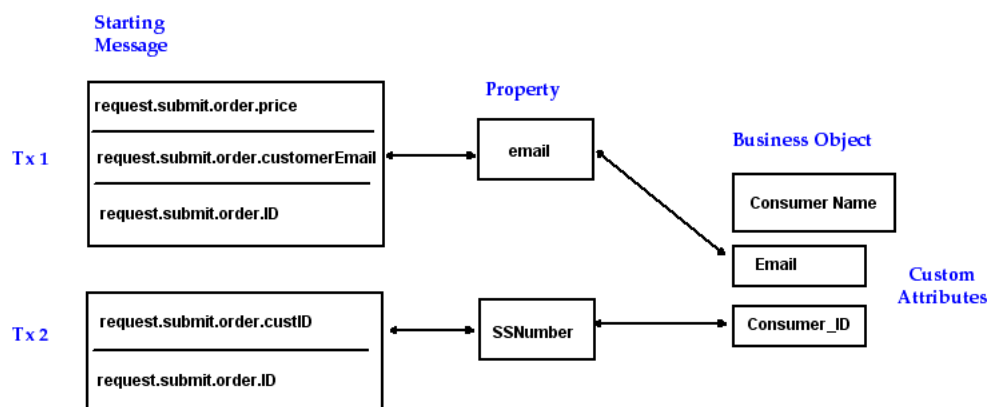 Starting
Message
request.submit.order.price
Property
Tx 1
request.submit.order.customerEmail
email
Business Object
request.submit.order.ID
Consumer Name
Email
Custom
Attributes
Tx 2
request.submit.order.custID
SSNumber
Consumer_ID
request.submit.order.ID